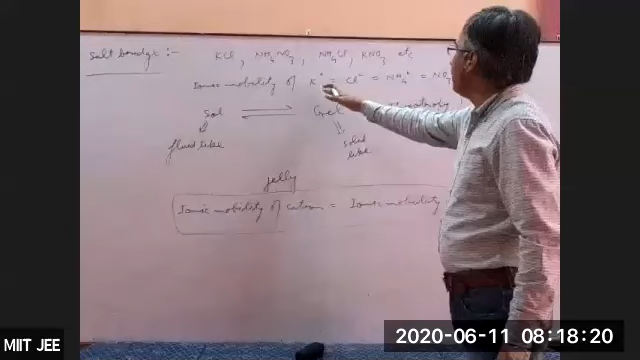 Salt bridge :-
KCl, NH4NO3, NH4Cl, KNO3 etc
Ionic mobility of K+ = Cl- = NH4+ = NO3
Sol ⇌ Gel
fluid like
solid like
jelly
Ionic mobility of cation = Ionic mobility
MIIT JEE
2020-06-11 08:18:20